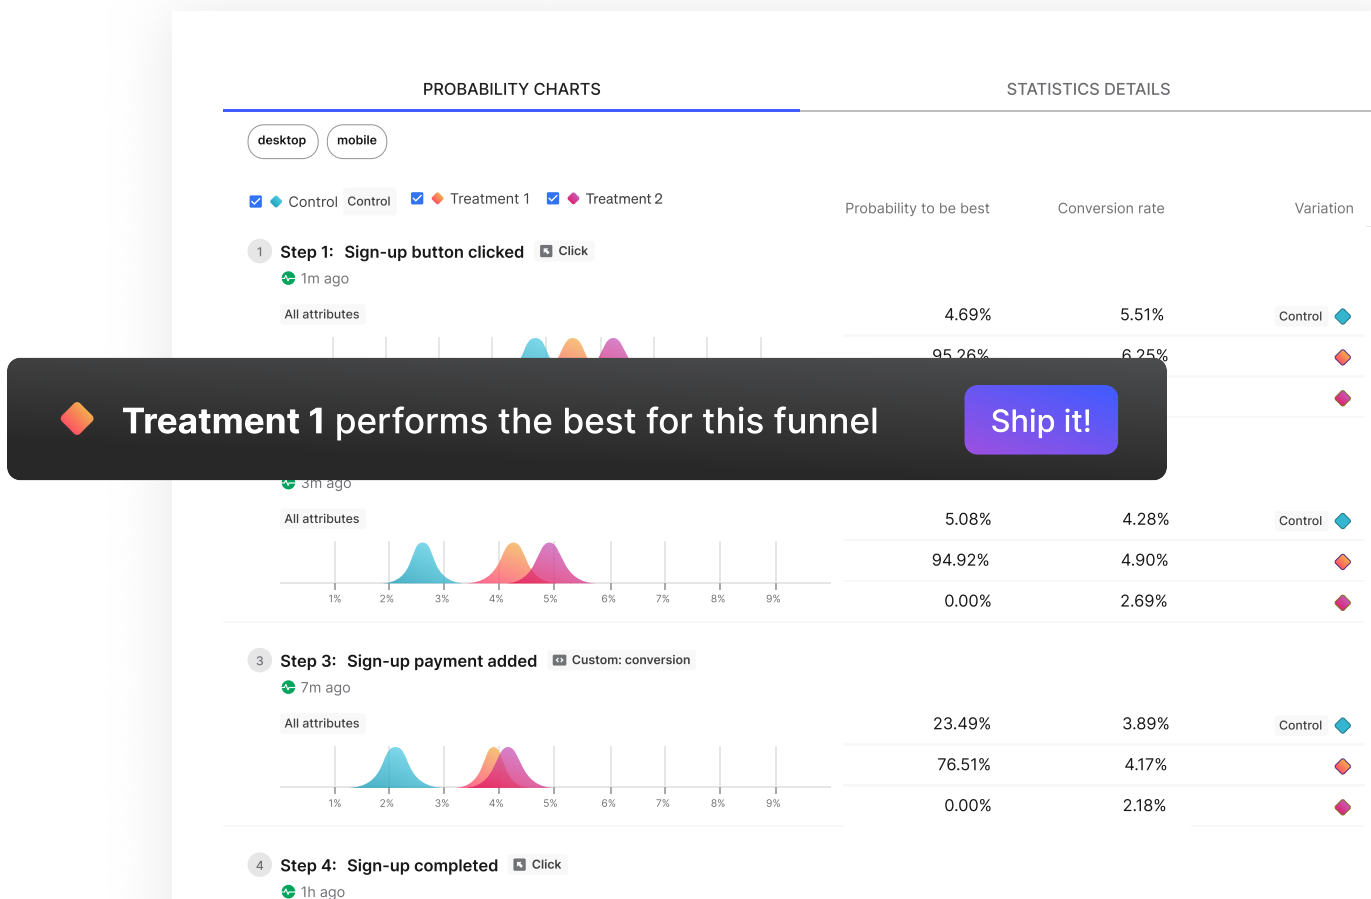 PROBABILITY CHARTS STATISTICS DETAILS
desktop mobile
Control Control Treatment 1 Treatment 2
Probability to be best Conversion rate Variation
1 Step 1: Sign-up button clicked Click
1m ago
All attributes
4.69% 5.51% Control
95.26% 6.25%
Treatment 1 performs the best for this funnel Ship it!
3m ago
All attributes
5.08% 4.28% Control
94.92% 4.90%
0.00% 2.69%
1% 2% 3% 4% 5% 6% 7% 8% 9%
3 Step 3: Sign-up payment added Custom: conversion
7m ago
All attributes
23.49% 3.89% Control
76.51% 4.17%
0.00% 2.18%
1% 2% 3% 4% 5% 6% 7% 8% 9%
4 Step 4: Sign-up completed Click
1h ago